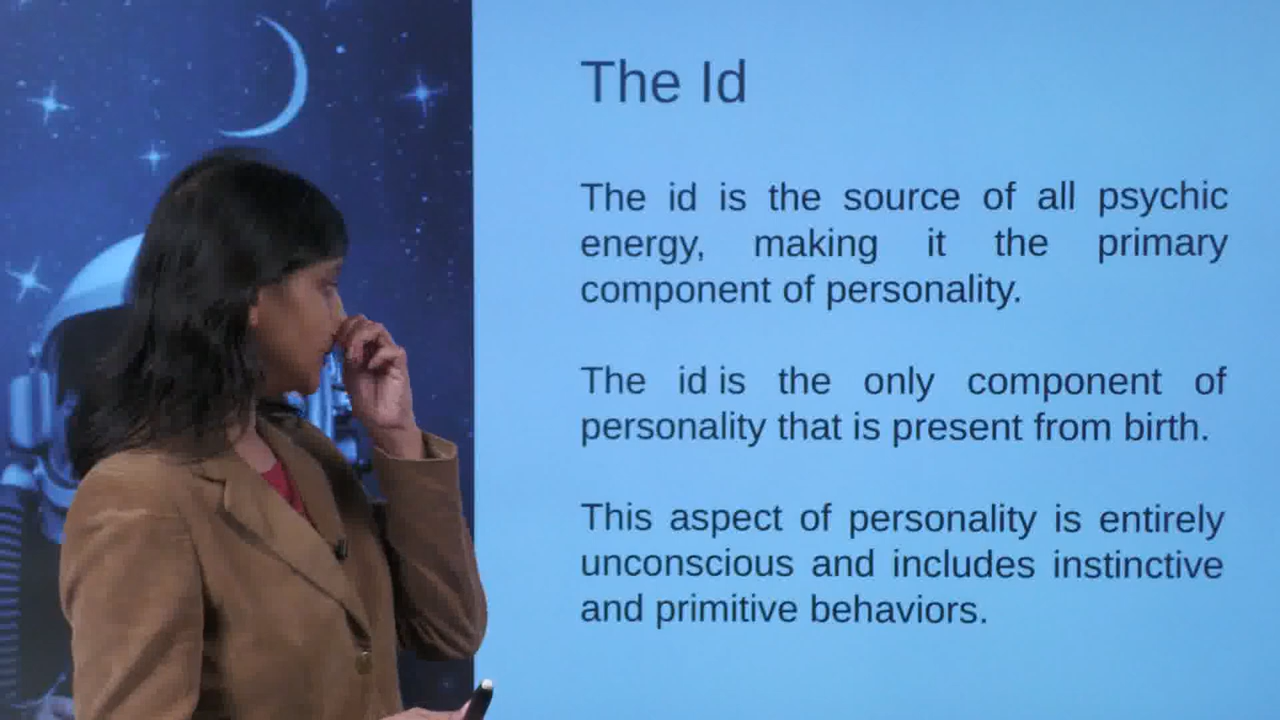 The Id
The id is the source of all psychic
energy, making it the primary
component of personality.
The id is the only component of
personality that is present from birth.
This aspect of personality is entirely
unconscious and includes instinctive
and primitive behaviors.